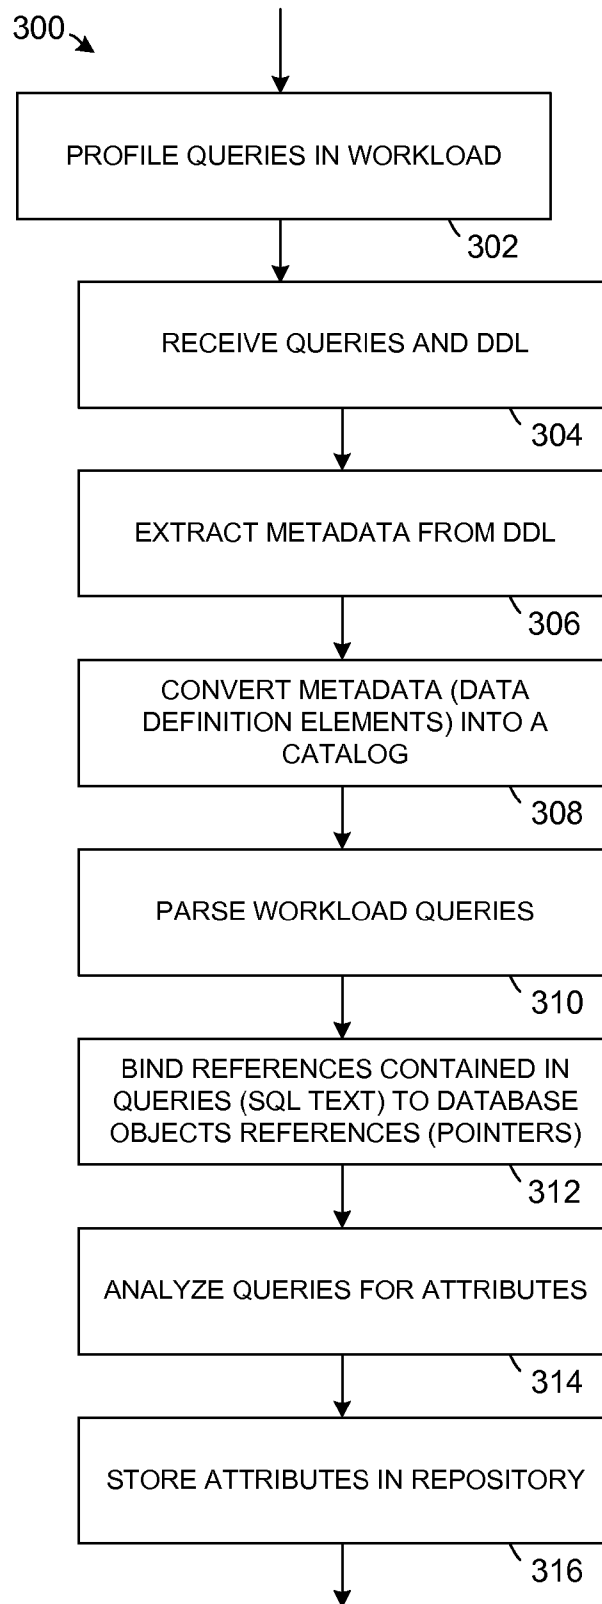 300
PROFILE QUERIES IN WORKLOAD
302
RECEIVE QUERIES AND DDL
304
EXTRACT METADATA FROM DDL
306
CONVERT METADATA (DATA
DEFINITION ELEMENTS) INTO A
CATALOG
308
PARSE WORKLOAD QUERIES
310
BIND REFERENCES CONTAINED IN
QUERIES (SQL TEXT) TO DATABASE
OBJECTS REFERENCES (POINTERS)
312
ANALYZE QUERIES FOR ATTRIBUTES
314
STORE ATTRIBUTES IN REPOSITORY
316